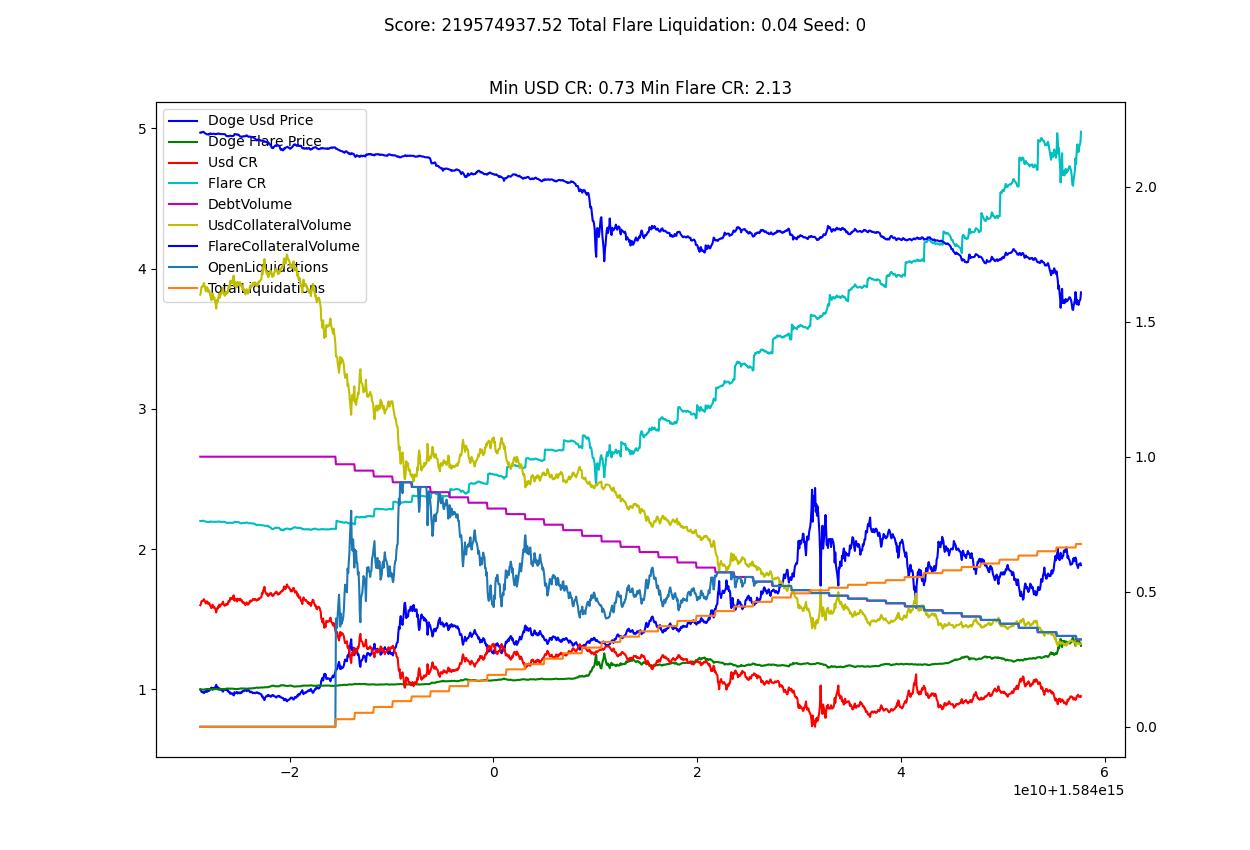 Score: 219574937.52 Total Flare Liquidation: 0.04 Seed: 0
Min USD CR: 0.73 Min Flare CR: 2.13
Doge Usd Price
Doge Flare Price
Usd CR
Flare CR
DebtVolume
UsdCollateralVolume
FlareCollateralVolume
OpenLiquidations
TotalLiquidations
5
4
3
2
1
2.0
1.5
1.0
0.5
0.0
−2
0
2
4
6
1e10+1.584e15